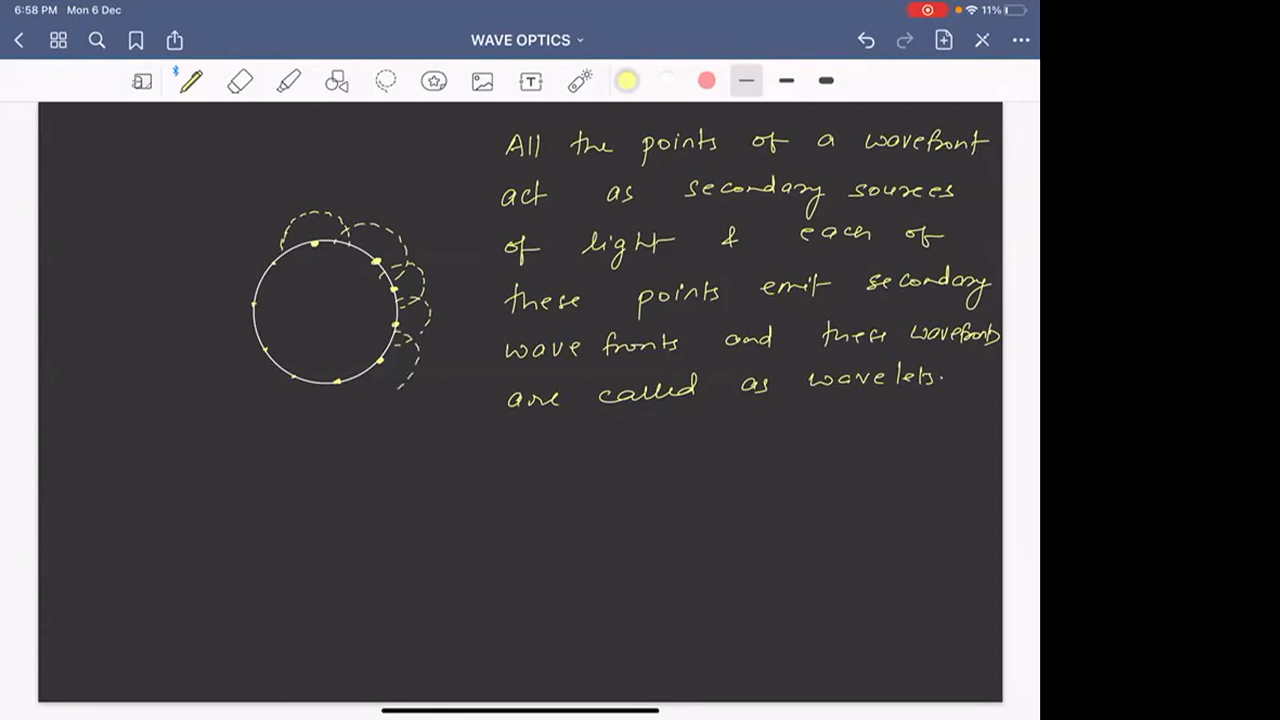 6:58 PM Mon 6 Dec
11%
WAVE OPTICS
All the points of a wavefront
act as secondary sources
of light & each of
these points emit secondary
wave fronts and these wavefronts
are called as wavelets.